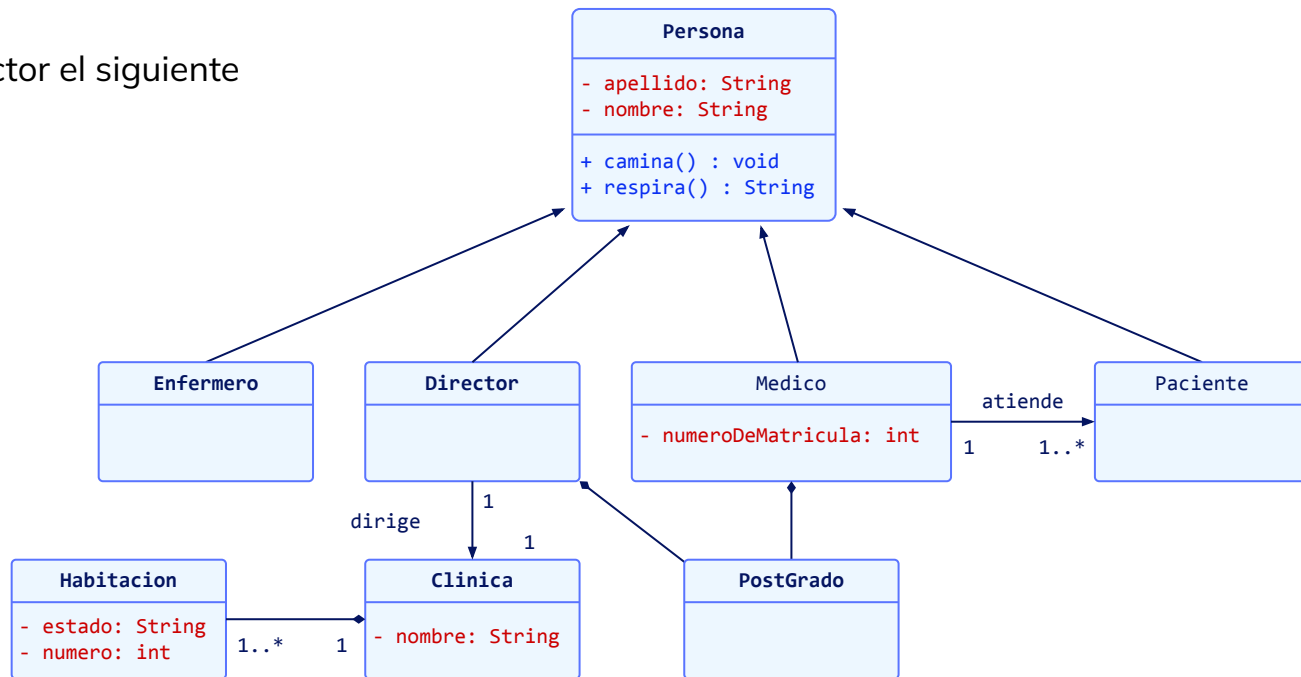 Persona
ctor el siguiente
- apellido: String
- nombre: String
+ camina() : void
+ respira() : String
Enfermero
Director
Medico
Paciente
- numeroDeMatricula: int
atiende
1
1..*
dirige
1
1
Habitacion
- estado: String
- numero: int
1..*
1
Clinica
- nombre: String
PostGrado